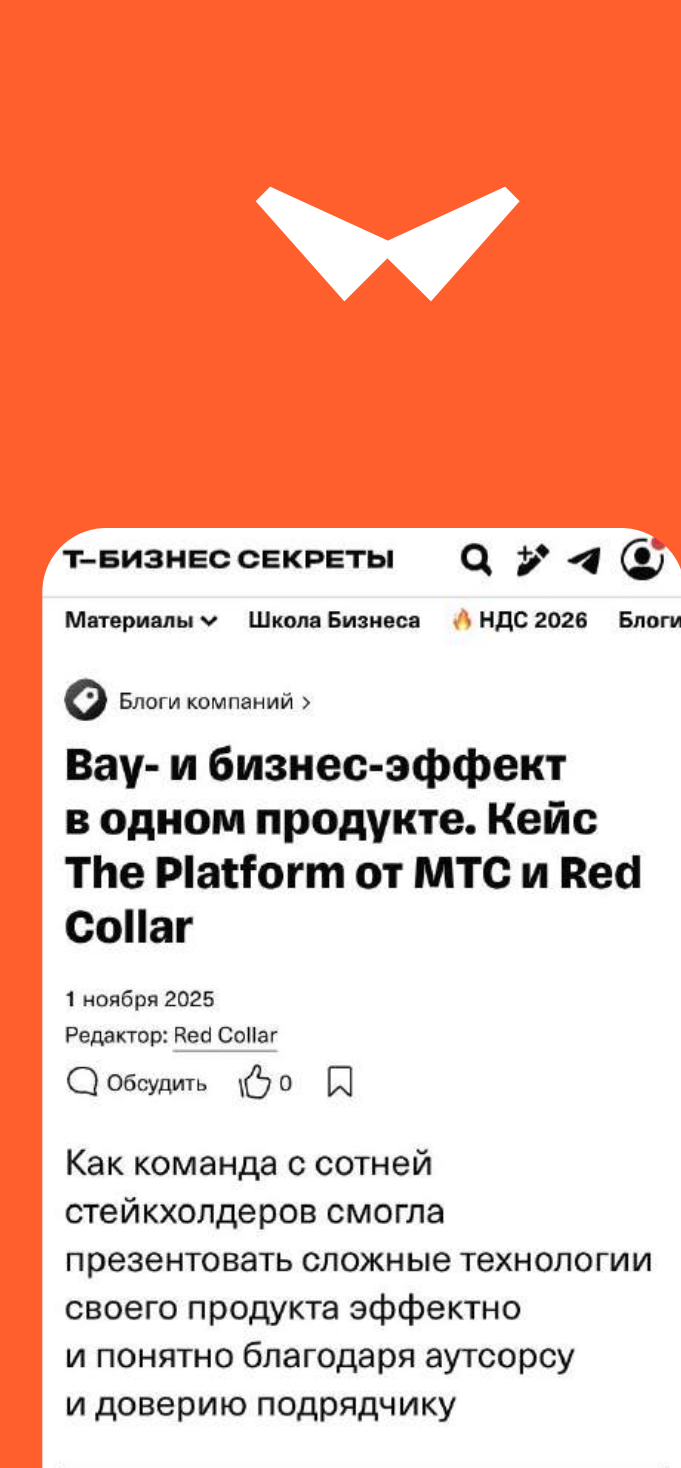 Т–БИЗНЕС СЕКРЕТЫ
Материалы Школа Бизнеса 🔥 НДС 2026 Блоги
Блоги компаний >
Вау- и бизнес-эффект
в одном продукте. Кейс
The Platform от МТС и Red
Collar
1 ноября 2025
Редактор: Red Collar
Обсудить 0
Как команда с сотней
стейкхолдеров смогла
презентовать сложные технологии
своего продукта эффектно
и понятно благодаря аутсорсу
и доверию подрядчику